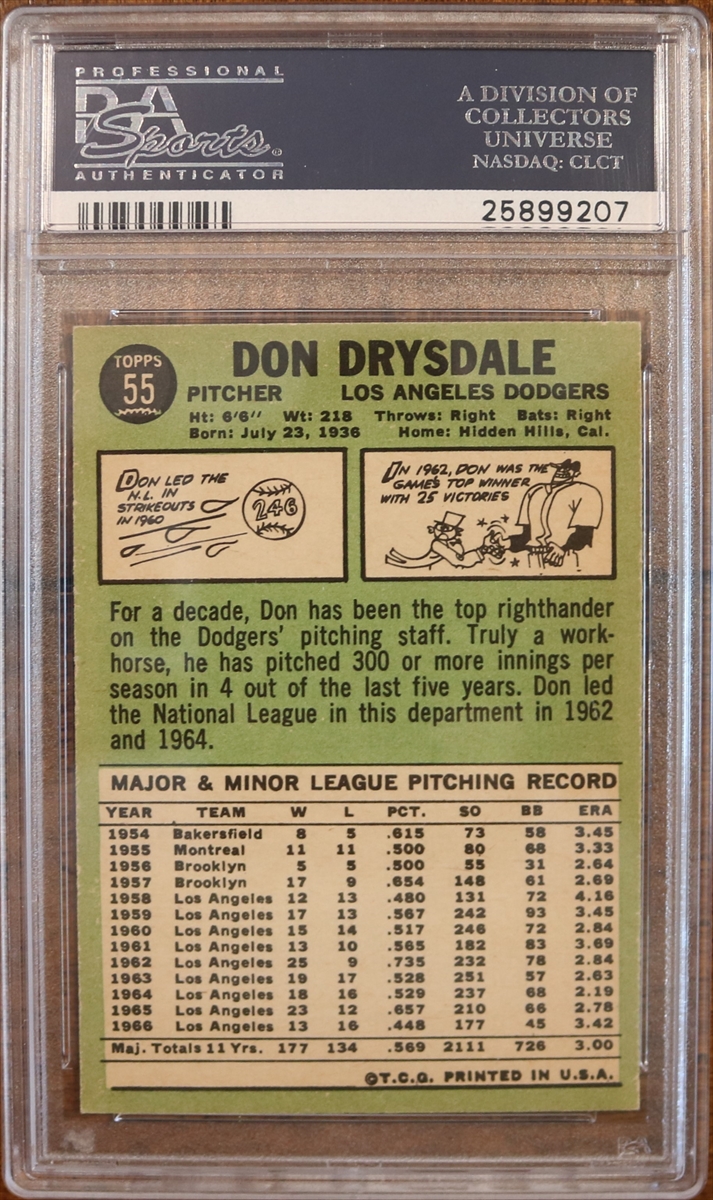 PROFESSIONAL
PSA
Sports®
AUTHENTICATOR
A DIVISION OF
COLLECTORS
UNIVERSE
NASDAQ: CLCT
25899207
TOPPS
55
DON DRYSDALE
PITCHER LOS ANGELES DODGERS
Ht: 6'6'' Wt: 218 Throws: Right Bats: Right
Born: July 23, 1936 Home: Hidden Hills, Cal.
DON LED THE
N.L. IN
STRIKEOUTS
IN 1960
246
IN 1962, DON WAS THE
GAME'S TOP WINNER
WITH 25 VICTORIES
For a decade, Don has been the top righthander
on the Dodgers' pitching staff. Truly a work-
horse, he has pitched 300 or more innings per
season in 4 out of the last five years. Don led
the National League in this department in 1962
and 1964.
MAJOR & MINOR LEAGUE PITCHING RECORD
YEAR TEAM W L PCT. SO BB ERA
1954 Bakersfield 8 5 .615 73 58 3.45
1955 Montreal 11 11 .500 80 68 3.33
1956 Brooklyn 5 5 .500 55 31 2.64
1957 Brooklyn 17 9 .654 148 61 2.69
1958 Los Angeles 12 13 .480 131 72 4.16
1959 Los Angeles 17 13 .567 242 93 3.45
1960 Los Angeles 15 14 .517 246 72 2.84
1961 Los Angeles 13 10 .565 182 83 3.69
1962 Los Angeles 25 9 .735 232 78 2.84
1963 Los Angeles 19 17 .528 251 57 2.63
1964 Los Angeles 18 16 .529 237 68 2.19
1965 Los Angeles 23 12 .657 210 66 2.78
1966 Los Angeles 13 16 .448 177 45 3.42
Maj. Totals 11 Yrs. 177 134 .569 2111 726 3.00
©T.C.G. PRINTED IN U.S.A.